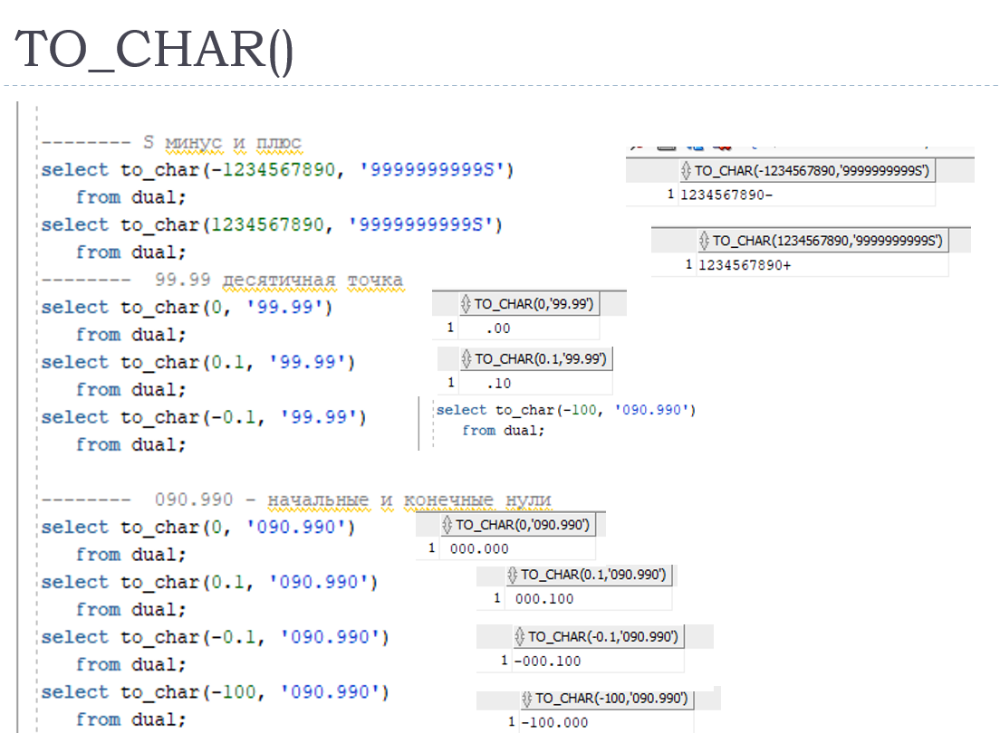 TO_CHAR()
-------- S минус и плюс
select to_char(-1234567890, '9999999999S')
from dual;
select to_char(1234567890, '9999999999S')
from dual;
-------- 99.99 десятичная точка
select to_char(0, '99.99')
from dual;
select to_char(0.1, '99.99')
from dual;
select to_char(-0.1, '99.99')
from dual;
-------- 090.990 - начальные и конечные нули
select to_char(0, '090.990')
from dual;
select to_char(0.1, '090.990')
from dual;
select to_char(-0.1, '090.990')
from dual;
select to_char(-100, '090.990')
from dual;
TO_CHAR(-1234567890,'9999999999S')
1 1234567890-
TO_CHAR(1234567890,'9999999999S')
1 1234567890+
TO_CHAR(0,'99.99')
1 .00
TO_CHAR(0.1,'99.99')
1 .10
select to_char(-100, '090.990')
from dual;
TO_CHAR(0,'090.990')
1 000.000
TO_CHAR(0.1,'090.990')
1 000.100
TO_CHAR(-0.1,'090.990')
1 -000.100
TO_CHAR(-100,'090.990')
1 -100.000